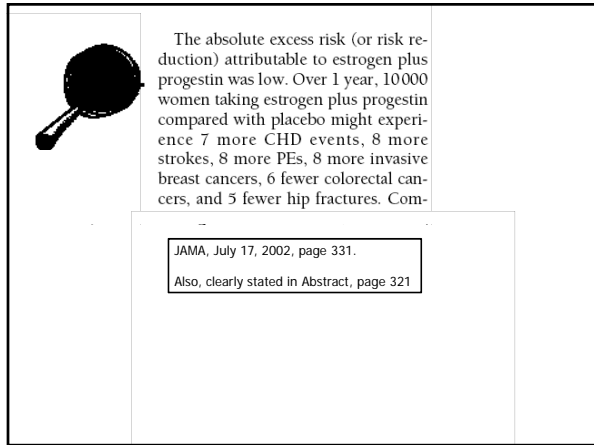 The absolute excess risk (or risk re-
duction) attributable to estrogen plus
progestin was low. Over 1 year, 10 000
women taking estrogen plus progestin
compared with placebo might experi-
ence 7 more CHD events, 8 more
strokes, 8 more PEs, 8 more invasive
breast cancers, 6 fewer colorectal can-
cers, and 5 fewer hip fractures. Com-
JAMA, July 17, 2002, page 331.
Also, clearly stated in Abstract, page 321